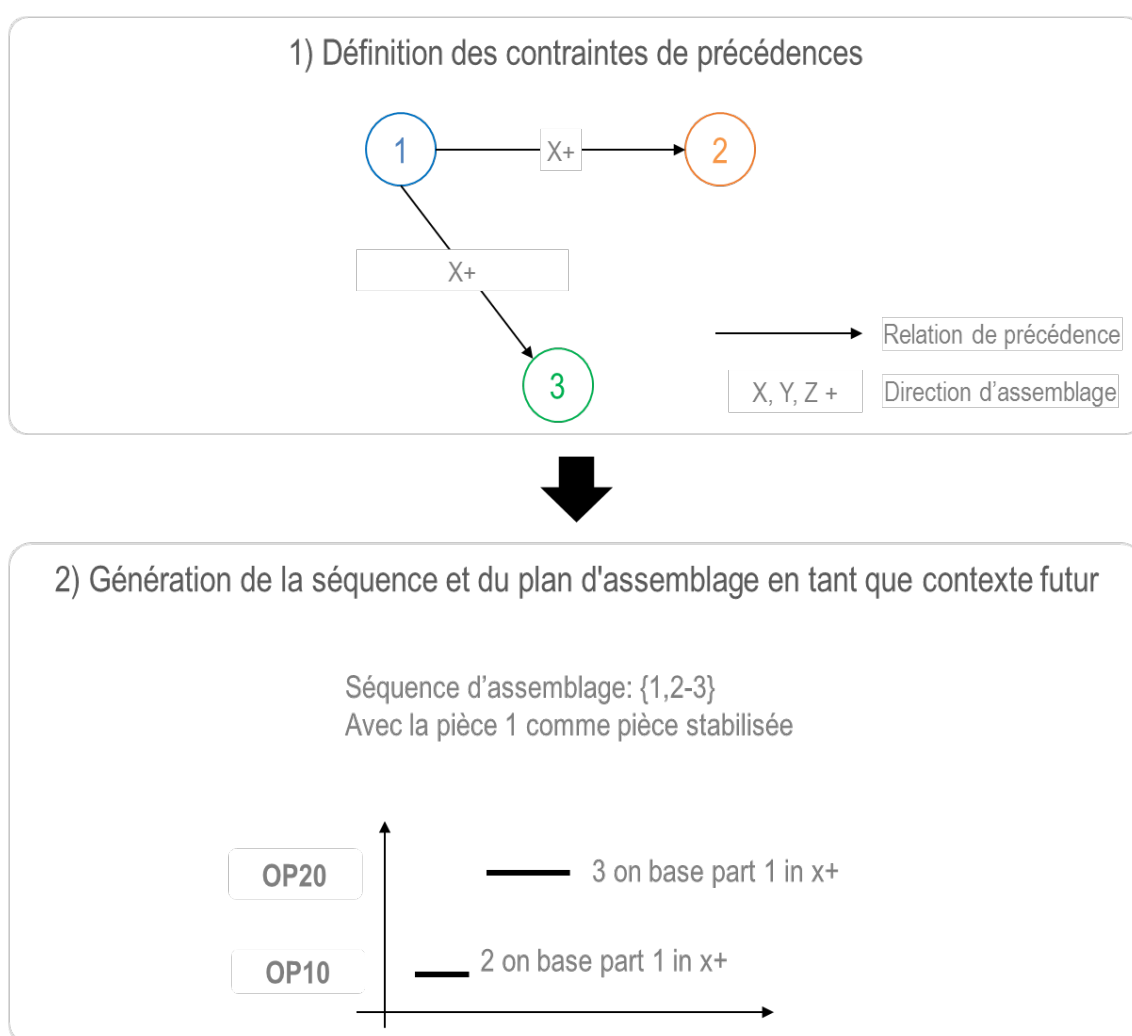 1) Définition des contraintes de précédences
1
X+
2
X+
3
Relation de précédence
X, Y, Z +
Direction d’assemblage
2) Génération de la séquence et du plan d'assemblage en tant que contexte futur
Séquence d’assemblage: {1,2-3}
Avec la pièce 1 comme pièce stabilisée
OP20
3 on base part 1 in x+
OP10
2 on base part 1 in x+